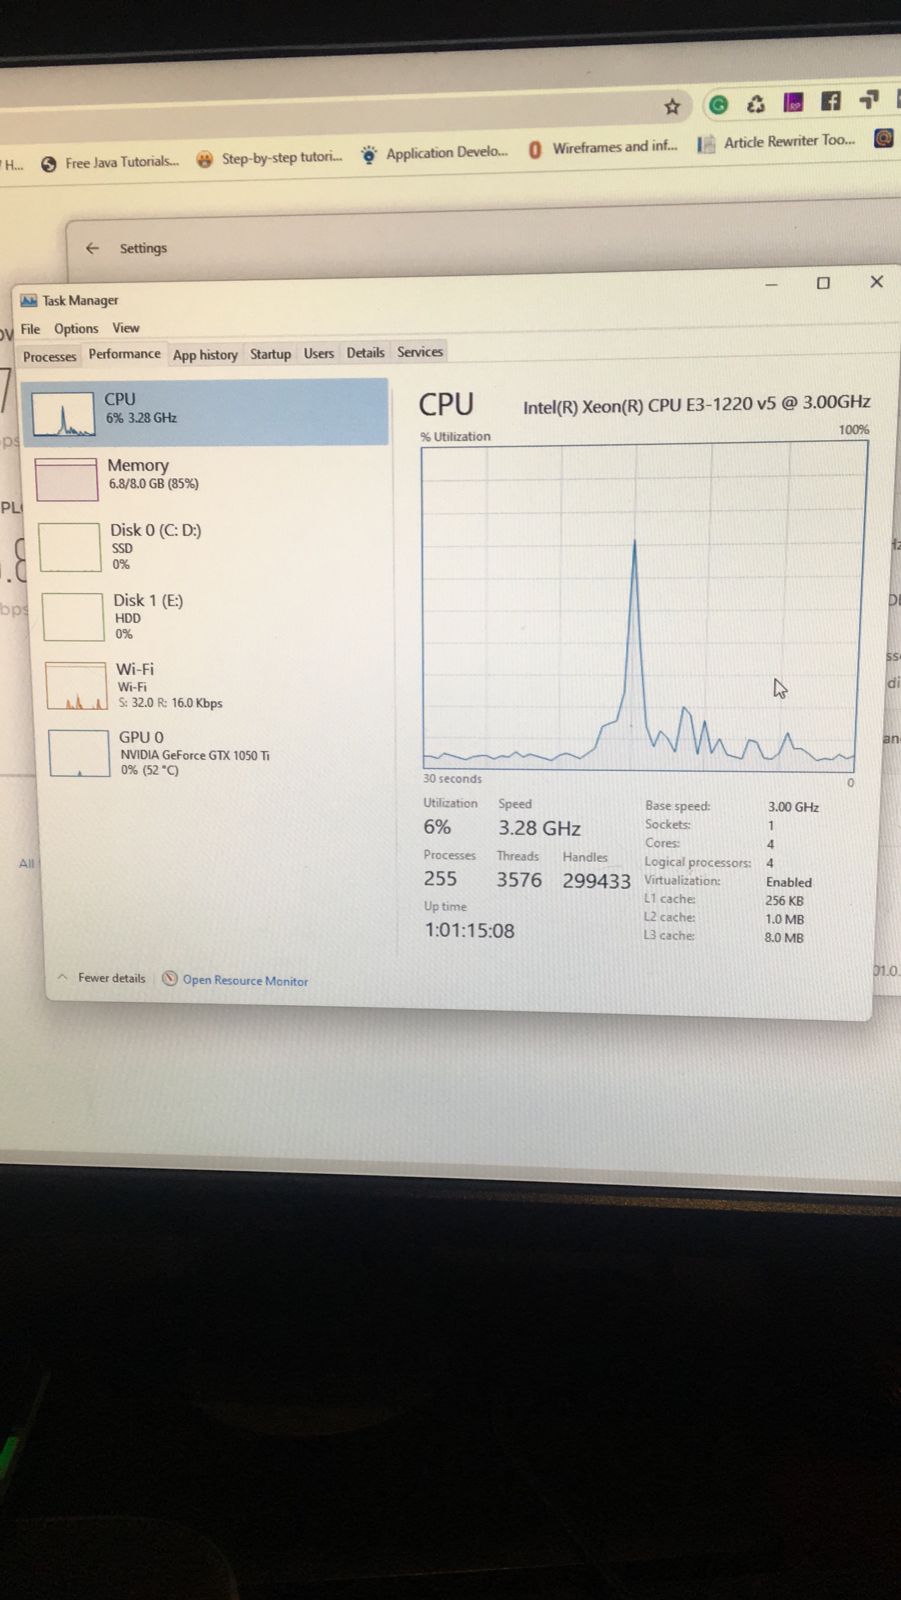 H...
Free Java Tutorials...
Step-by-step tutori...
Application Develo...
Wireframes and inf...
Article Rewriter Too...
Settings
Task Manager
File Options View
Processes Performance App history Startup Users Details Services
CPU
6% 3.28 GHz
Memory
6.8/8.0 GB (85%)
Disk 0 (C: D:)
SSD
0%
Disk 1 (E:)
HDD
0%
Wi-Fi
Wi-Fi
S: 32.0 R: 16.0 Kbps
GPU 0
NVIDIA GeForce GTX 1050 Ti
0% (52 °C)
CPU Intel(R) Xeon(R) CPU E3-1220 v5 @ 3.00GHz
% Utilization 100%
30 seconds 0
Utilization Speed
6% 3.28 GHz
Processes Threads Handles
255 3576 299433
Up time
1:01:15:08
Base speed: 3.00 GHz
Sockets: 1
Cores: 4
Logical processors: 4
Virtualization: Enabled
L1 cache: 256 KB
L2 cache: 1.0 MB
L3 cache: 8.0 MB
Fewer details Open Resource Monitor
All